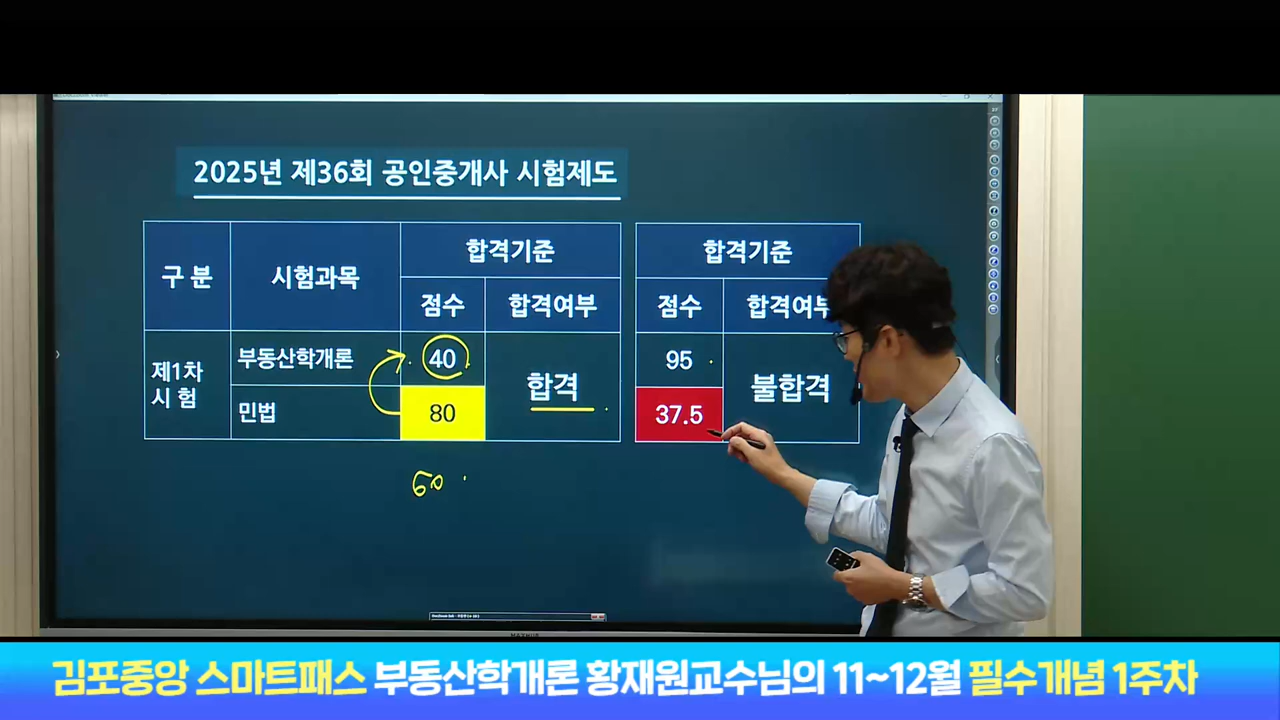 2025년 제36회 공인중개사 시험제도
구 분 시험과목 합격기준 합격기준
점수 합격여부 점수 합격여부
제1차 시 험 부동산학개론 40 합격 95 불합격
민법 80 37.5
60
김포중앙 스마트패스 부동산학개론 황재원교수님의 11~12월 필수개념 1주차